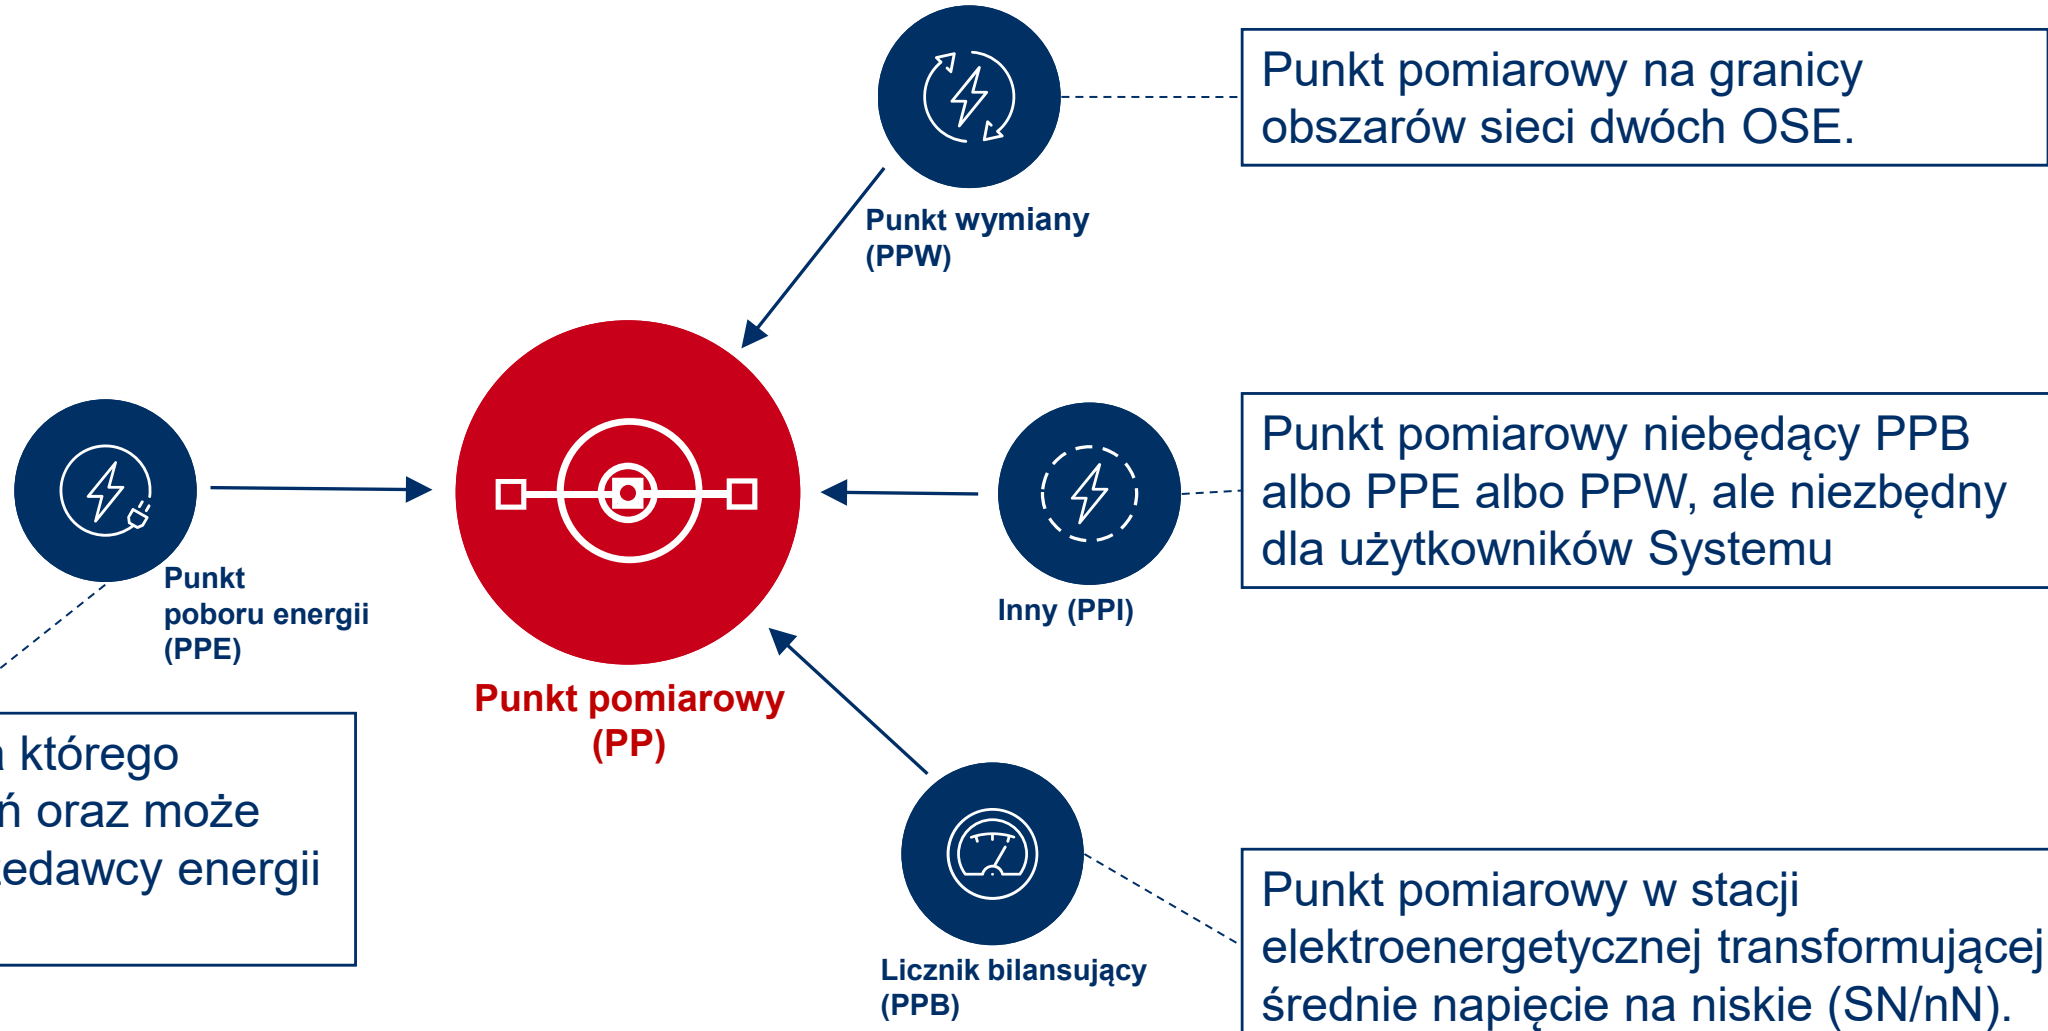 Punkt pomiarowy na granicy
obszarów sieci dwóch OSE.
Punkt wymiany
(PPW)
Punkt pomiarowy niebędący PPB
albo PPE albo PPW, ale niezbędny
dla użytkowników Systemu
Inny (PPI)
Punkt
poboru energii
(PPE)
Punkt pomiarowy
(PP)
którego
oraz może
energii
Licznik bilansujący
(PPB)
Punkt pomiarowy w stacji
elektroenergetycznej transformującej
średnie napięcie na niskie (SN/nN).